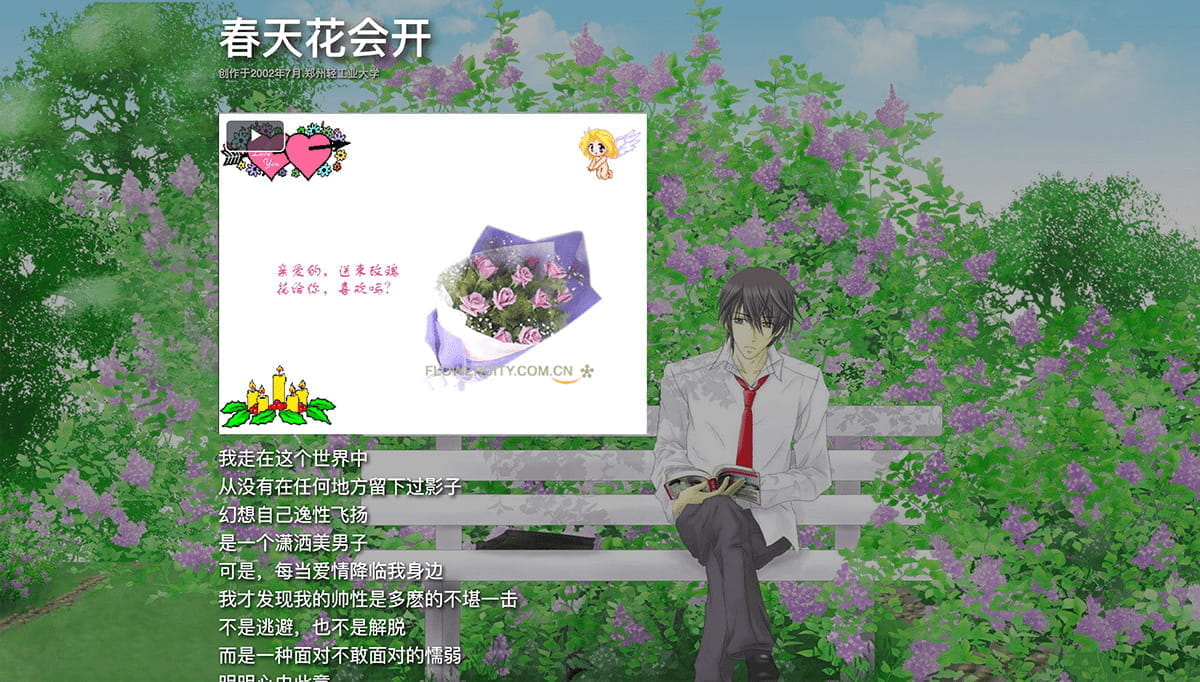 春天花会开
创作于2002年7月,郑州轻工业大学
Love
You
亲爱的，送来玫瑰
花给你，喜欢吗？
FLOWERCITY.COM.CN
我走在这个世界中
从没有在任何地方留下过影子
幻想自己逸性飞扬
是一个潇洒美男子
可是，每当爱情降临我身边
我才发现我的帅性是多麽的不堪一击
不是逃避，也不是解脱
而是一种面对不敢面对的懦弱